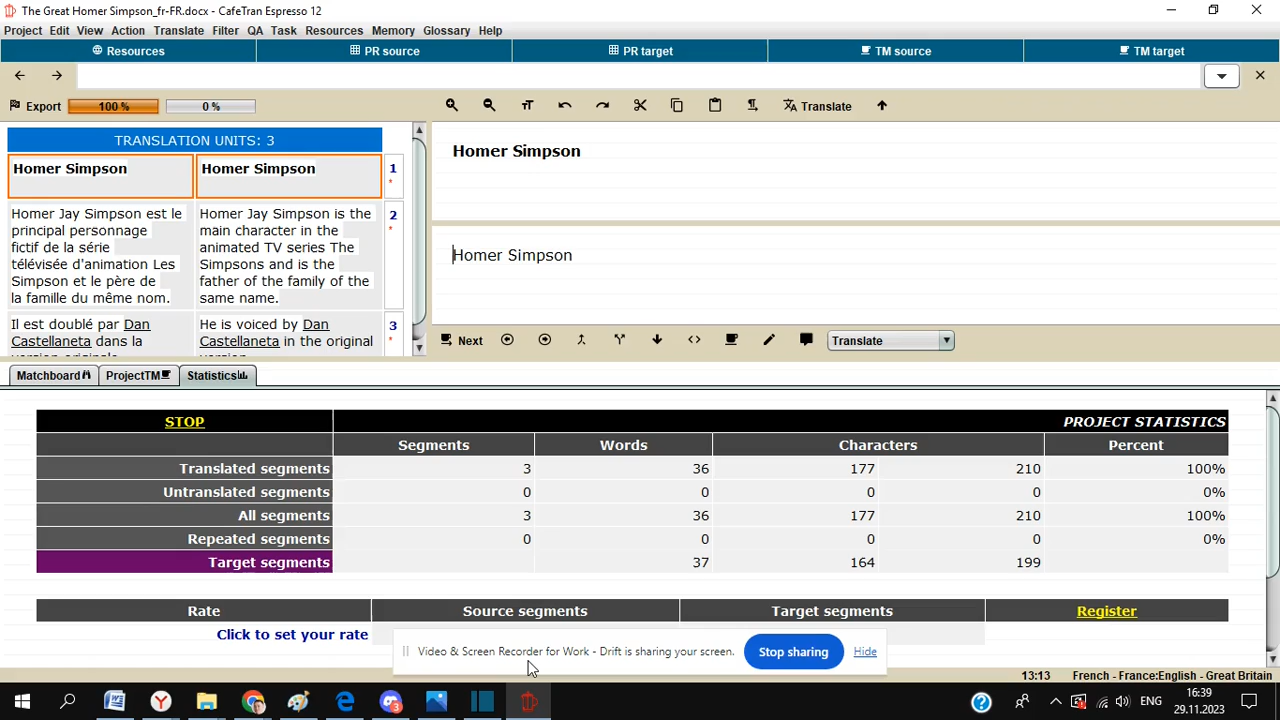 The Great Homer Simpson_fr-FR.docx - CafeTran Espresso 12
Project Edit View Action Translate Filter QA Task Resources Memory Glossary Help
Resources PR source PR target TM source TM target
Export 100 % 0 % Translate
TRANSLATION UNITS: 3
Homer Simpson Homer Simpson 1 *
Homer Jay Simpson est le
principal personnage
fictif de la série
télévisée d'animation Les
Simpson et le père de
la famille du même nom.
Homer Jay Simpson is the
main character in the
animated TV series The
Simpsons and is the
father of the family of the
same name.
2
*
Il est doublé par Dan
Castellaneta dans la
version originale
He is voiced by Dan
Castellaneta in the original
version
3
*
Homer Simpson
Homer Simpson
Next Translate
Matchboard ProjectTM Statistics
STOP PROJECT STATISTICS
Segments Words Characters Percent
Translated segments 3 36 177 210 100%
Untranslated segments 0 0 0 0 0%
All segments 3 36 177 210 100%
Repeated segments 0 0 0 0 0%
Target segments 37 164 199
Rate Source segments Target segments Register
Click to set your rate
Video & Screen Recorder for Work - Drift is sharing your screen. Stop sharing Hide
13:13 French - France:English - Great Britain
ENG
16:39
29.11.2023